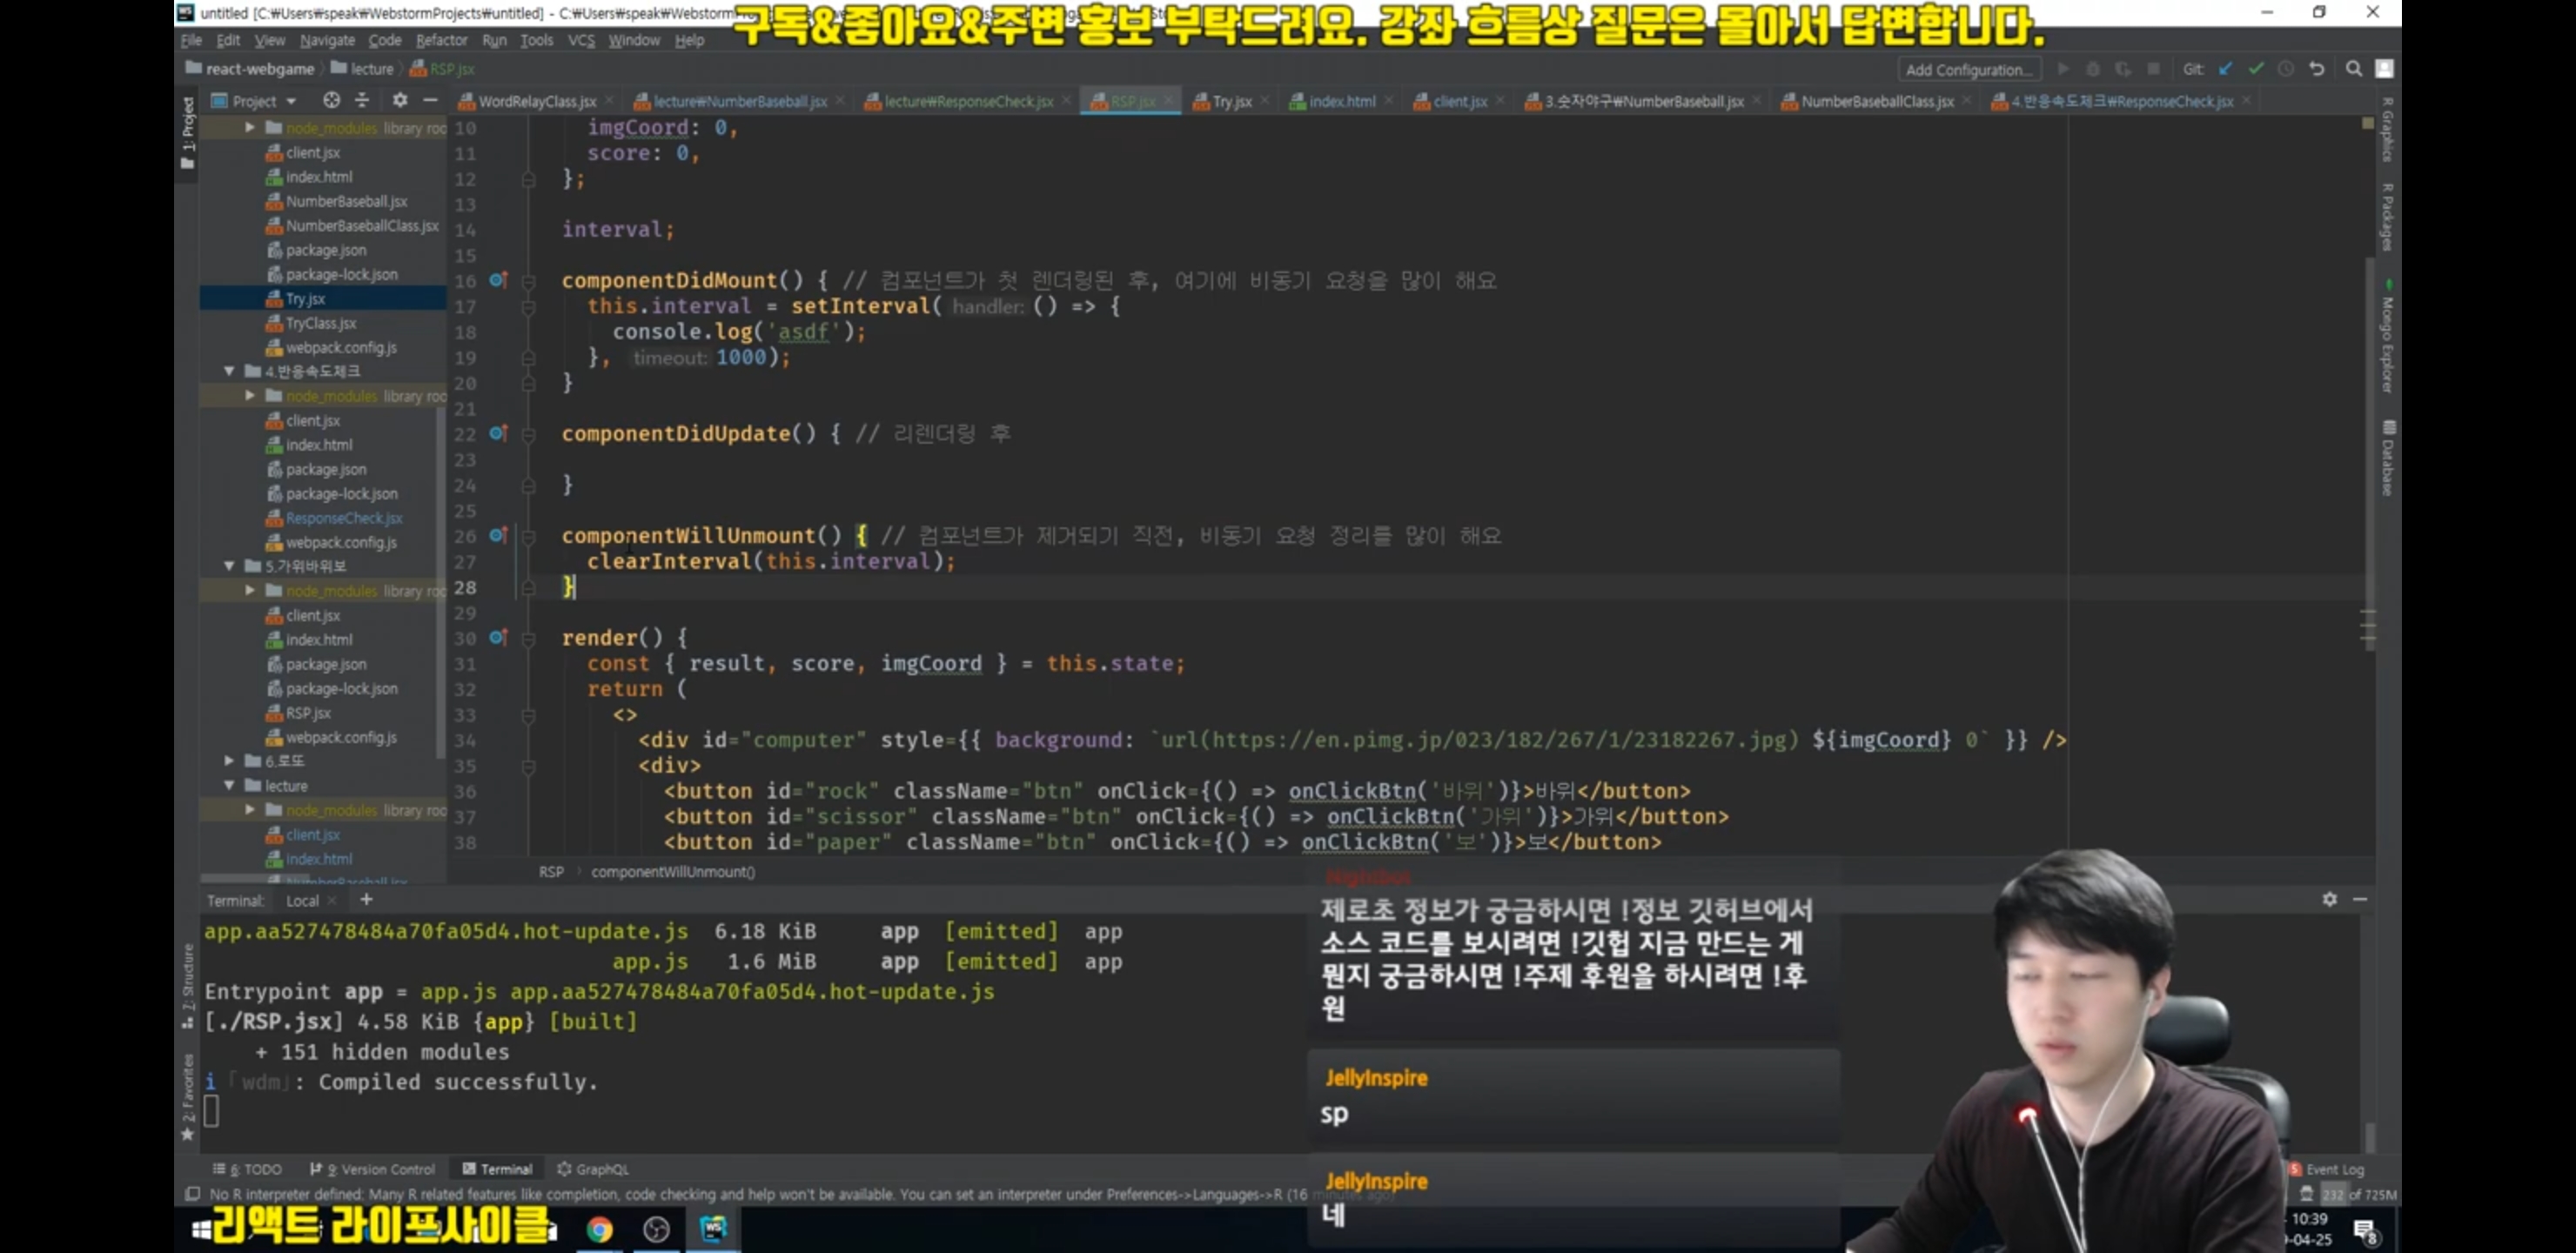 untitled [C:₩Users₩speak₩WebstormProjects₩untitled] - C:₩Users₩speak₩WebstormPro
구독&좋아요&주변 홍보 부탁드려요. 강좌 흐름상 질문은 몰아서 답변합니다.
File Edit View Navigate Code Refactor Run Tools VCS Window Help
react-webgame lecture RSP.jsx
Add Configuration... Git:
1: Project
Project
WordRelayClass.jsx lecture₩NumberBaseball.jsx lecture₩ResponseCheck.jsx RSP.jsx Try.jsx index.html client.jsx 3.숫자야구₩NumberBaseball.jsx NumberBaseballClass.jsx 4.반응속도체크₩ResponseCheck.jsx
node_modules library roo
client.jsx
index.html
NumberBaseball.jsx
NumberBaseballClass.jsx
package.json
package-lock.json
Try.jsx
TryClass.jsx
webpack.config.js
4.반응속도체크
node_modules library roo
client.jsx
index.html
package.json
package-lock.json
ResponseCheck.jsx
webpack.config.js
5.가위바위보
node_modules library roo
client.jsx
index.html
package.json
package-lock.json
RSP.jsx
webpack.config.js
6.로또
lecture
node_modules library roo
client.jsx
index.html
NumberBaseball.jsx
10 imgCoord: 0,
11 score: 0,
12 };
13
14 interval;
15
16 componentDidMount() { // 컴포넌트가 첫 렌더링된 후, 여기에 비동기 요청을 많이 해요
17 this.interval = setInterval( handler: () => {
18 console.log('asdf');
19 }, timeout: 1000);
20 }
21
22 componentDidUpdate() { // 리렌더링 후
23
24 }
25
26 componentWillUnmount() { // 컴포넌트가 제거되기 직전, 비동기 요청 정리를 많이 해요
27 clearInterval(this.interval);
28 }
29
30 render() {
31 const { result, score, imgCoord } = this.state;
32 return (
33 <>
34 <div id="computer" style={{ background: `url(https://en.pimg.jp/023/182/267/1/23182267.jpg) ${imgCoord} 0` }} />
35 <div>
36 <button id="rock" className="btn" onClick={() => onClickBtn('바위')}>바위</button>
37 <button id="scissor" className="btn" onClick={() => onClickBtn('가위')}>가위</button>
38 <button id="paper" className="btn" onClick={() => onClickBtn('보')}>보</button>
RSP componentWillUnmount()
R Graphics
R Packages
Mongo Explorer
Database
Terminal: Local
app.aa527478484a70fa05d4.hot-update.js 6.18 KiB app [emitted] app
app.js 1.6 MiB app [emitted] app
Entrypoint app = app.js app.aa527478484a70fa05d4.hot-update.js
[./RSP.jsx] 4.58 KiB {app} [built]
+ 151 hidden modules
i ｢wdm｣: Compiled successfully.
7: Structure
2: Favorites
Nightbot
제로초 정보가 궁금하시면 !정보 깃허브에서
소스 코드를 보시려면 !깃헙 지금 만드는 게
뭔지 궁금하시면 !주제 후원을 하시려면 !후
원
JellyInspire
sp
JellyInspire
네
6: TODO 9: Version Control Terminal GraphQL
5 Event Log
No R interpreter defined: Many R related features like completion, code checking and help won't be available. You can set an interpreter under Preferences->Languages->R (16 minutes ago)
232 of 725M
리액트 라이프사이클
WS
10:39
-04-25
8